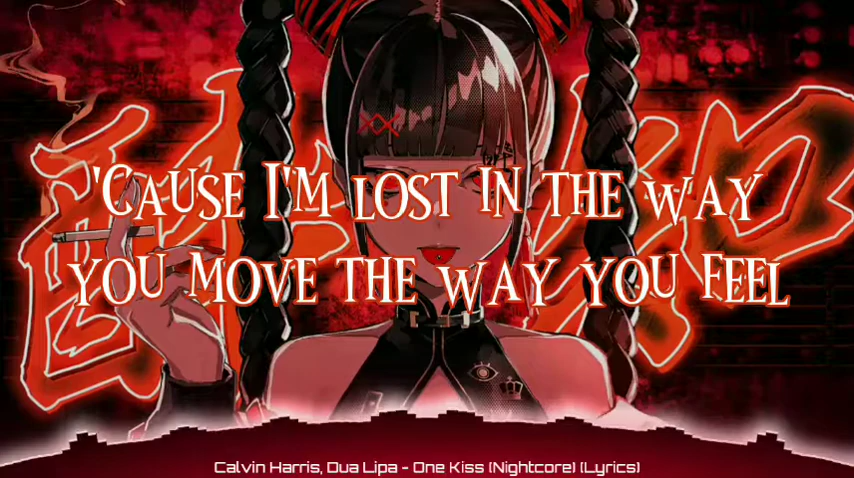 'Cause I'm lost in the way
you move the way you feel
Calvin Harris, Dua Lipa - One Kiss (Nightcore) (Lyrics)